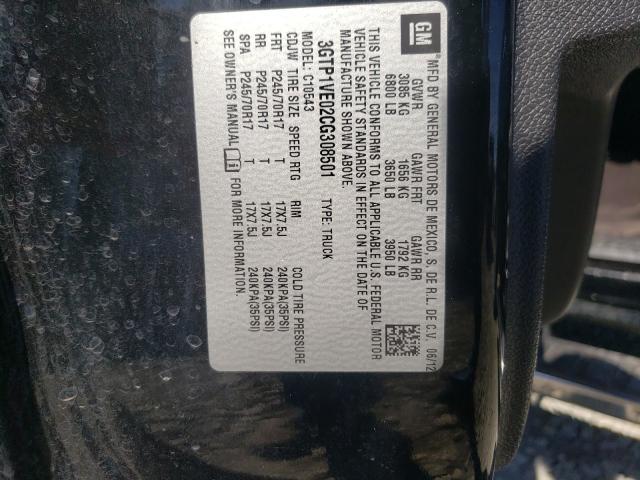 GM
MFD BY GENERAL MOTORS DE MEXICO, S. DE R.L. DE C.V. 06/12
GVWR GAWR FRT GAWR RR
3085 KG 1656 KG 1792 KG
6800 LB 3650 LB 3950 LB
THIS VEHICLE CONFORMS TO ALL APPLICABLE U.S. FEDERAL MOTOR
VEHICLE SAFETY STANDARDS IN EFFECT ON THE DATE OF
MANUFACTURE SHOWN ABOVE.
3GTP1VE02CG308501 TYPE: TRUCK
MODEL: C10543
CDJW TIRE SIZE SPEED RTG RIM COLD TIRE PRESSURE
FRT P245/70R17 T 17X7.5J 240KPA(35PSI)
RR P245/70R17 T 17X7.5J 240KPA(35PSI)
SPA P245/70R17 T 17X7.5J 240KPA(35PSI)
SEE OWNER'S MANUAL i FOR MORE INFORMATION.